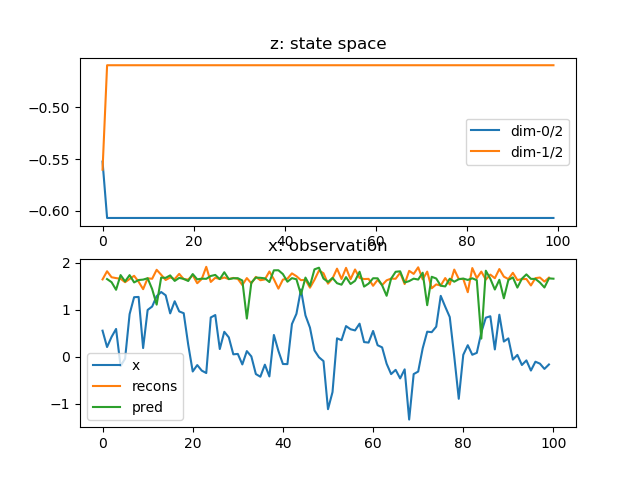 z: state space
−0.50
−0.55
−0.60
dim-0/2
dim-1/2
0 20 40 60 80 100
x: observation
2
1
0
−1
x
recons
pred
0 20 40 60 80 100